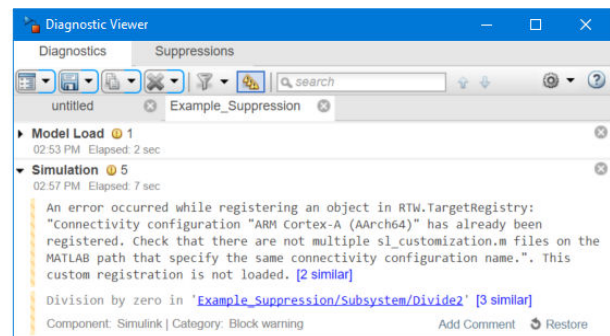 Diagnostic Viewer
Diagnostics Suppressions
search
untitled Example_Suppression
Model Load 1
02:53 PM Elapsed: 2 sec
Simulation 5
02:57 PM Elapsed: 7 sec
An error occurred while registering an object in RTW.TargetRegistry:
"Connectivity configuration "ARM Cortex-A (AArch64)" has already been
registered. Check that there are not multiple sl_customization.m files on the
MATLAB path that specify the same connectivity configuration name.". This
custom registration is not loaded. [2 similar]
Division by zero in 'Example_Suppression/Subsystem/Divide2' [3 similar]
Component: Simulink | Category: Block warning Add Comment Restore